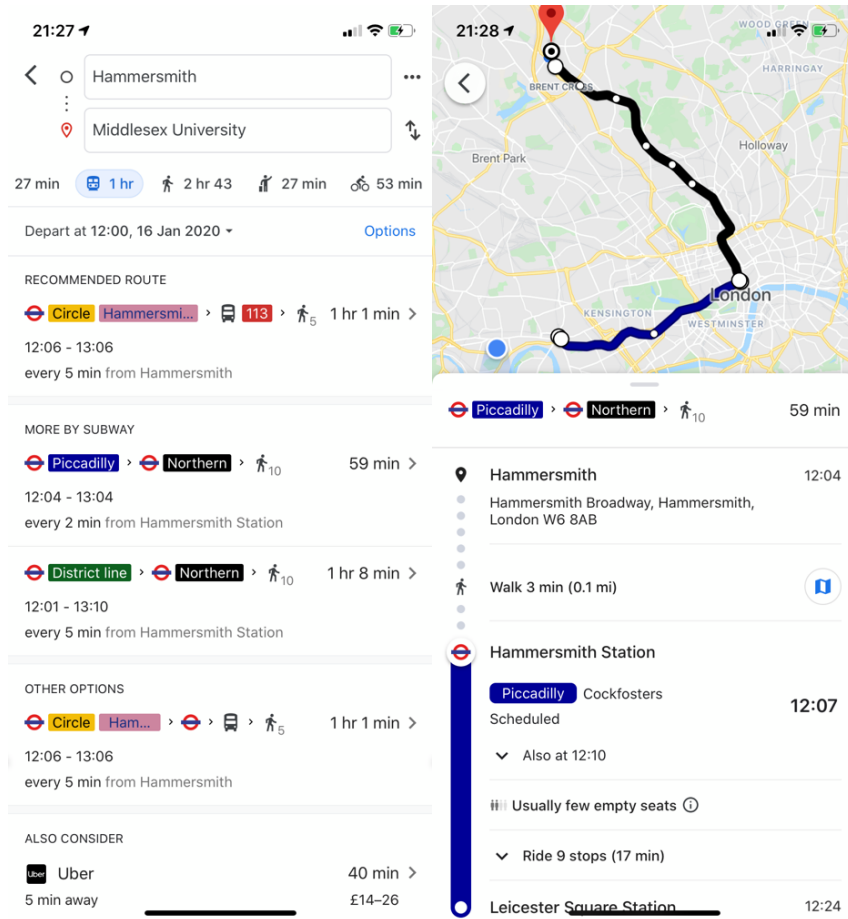 21:27
Hammersmith
Middlesex University
27 min 1 hr 2 hr 43 27 min 53 min
Depart at 12:00, 16 Jan 2020 Options
RECOMMENDED ROUTE
Circle Hammersmi... 113 5 1 hr 1 min
12:06 - 13:06
every 5 min from Hammersmith
MORE BY SUBWAY
Piccadilly Northern 10 59 min
12:04 - 13:04
every 2 min from Hammersmith Station
District line Northern 10 1 hr 8 min
12:01 - 13:10
every 5 min from Hammersmith Station
OTHER OPTIONS
Circle Ham... 5 1 hr 1 min
12:06 - 13:06
every 5 min from Hammersmith
ALSO CONSIDER
Uber Uber 40 min
5 min away £14–26
21:28
WOOD GREEN
HARRINGAY
BRENT CROSS
Holloway
Brent Park
London
KENSINGTON
WESTMINSTER
Piccadilly Northern 10 59 min
Hammersmith 12:04
Hammersmith Broadway, Hammersmith,
London W6 8AB
Walk 3 min (0.1 mi)
Hammersmith Station
Piccadilly Cockfosters 12:07
Scheduled
Also at 12:10
Usually few empty seats
Ride 9 stops (17 min)
Leicester Square Station 12:24